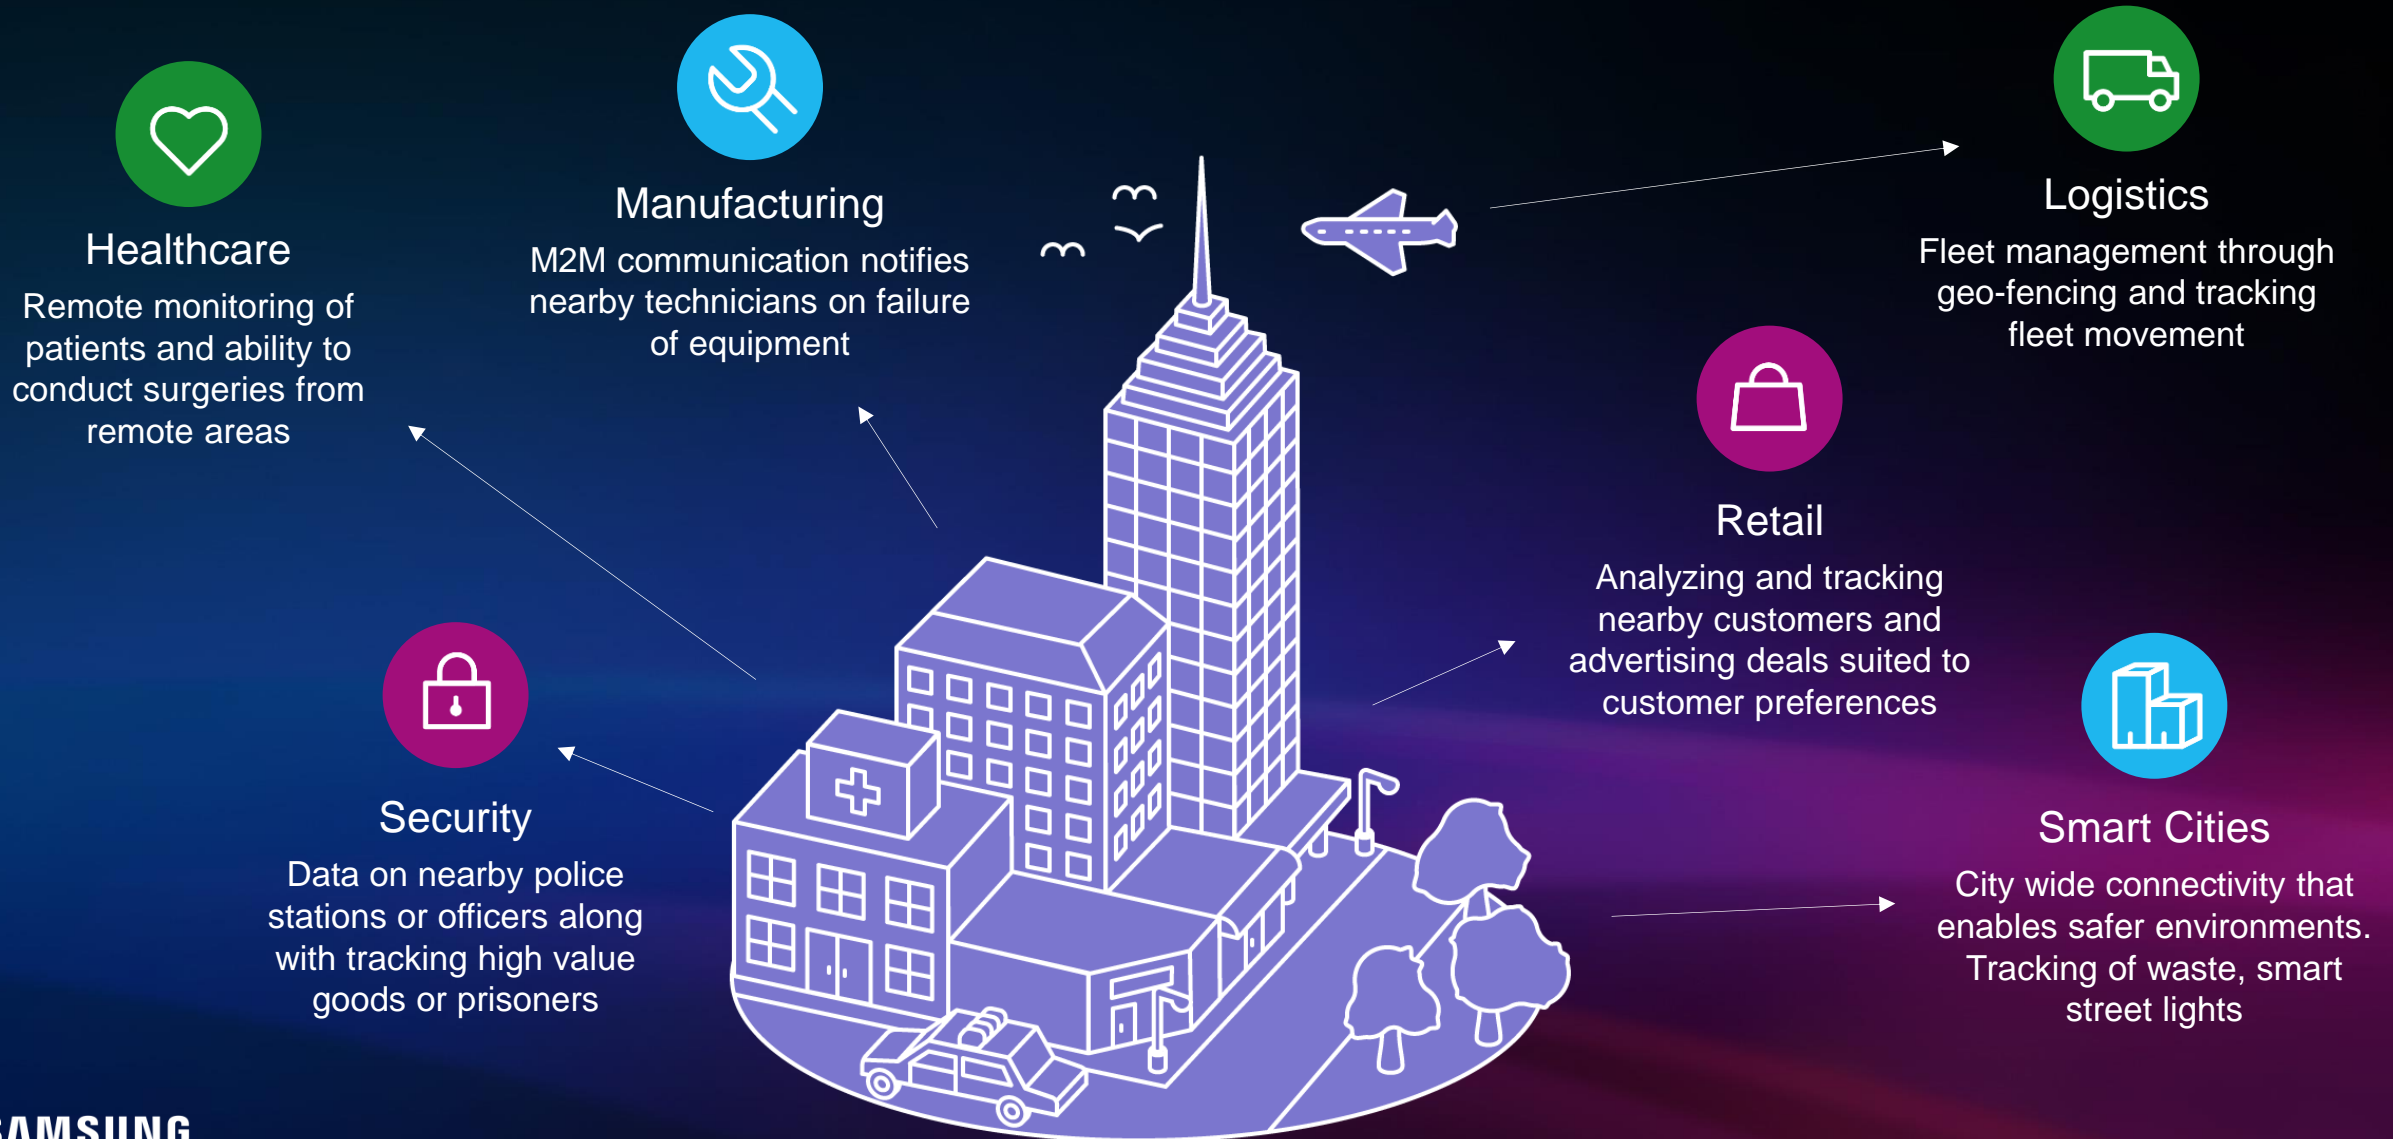 Healthcare
Remote monitoring of
patients and ability to
conduct surgeries from
remote areas
Manufacturing
M2M communication notifies
nearby technicians on failure
of equipment
Logistics
Fleet management through
geo-fencing and tracking
fleet movement
Retail
Analyzing and tracking
nearby customers and
advertising deals suited to
customer preferences
Security
Data on nearby police
stations or officers along
with tracking high value
goods or prisoners
Smart Cities
City wide connectivity that
enables safer environments.
Tracking of waste, smart
street lights
SAMSUNG